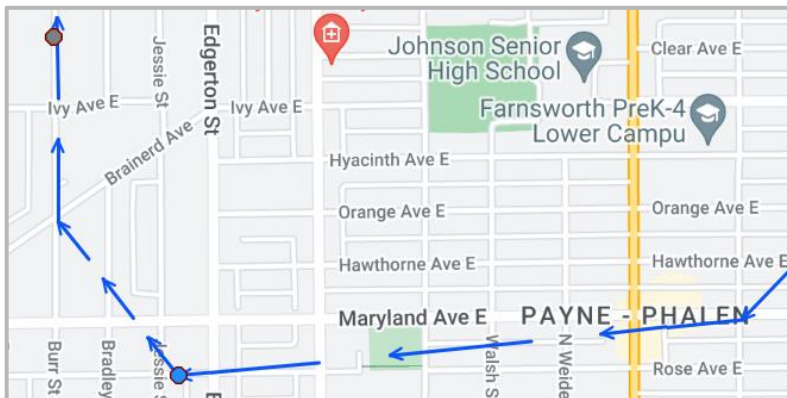 Johnson Senior
High School
Clear Ave E
Jessie St
Edgerton St
Ivy Ave E
Ivy Ave E
Farnsworth PreK-4
Lower Campu
Brainerd Ave
Hyacinth Ave E
Orange Ave E
Orange Ave E
Hawthorne Ave E
Hawthorne Ave E
Maryland Ave E
PAYNE - PHALEN
Burr St
Bradley
Jessie St
Walsh S
N Weide
Rose Ave E